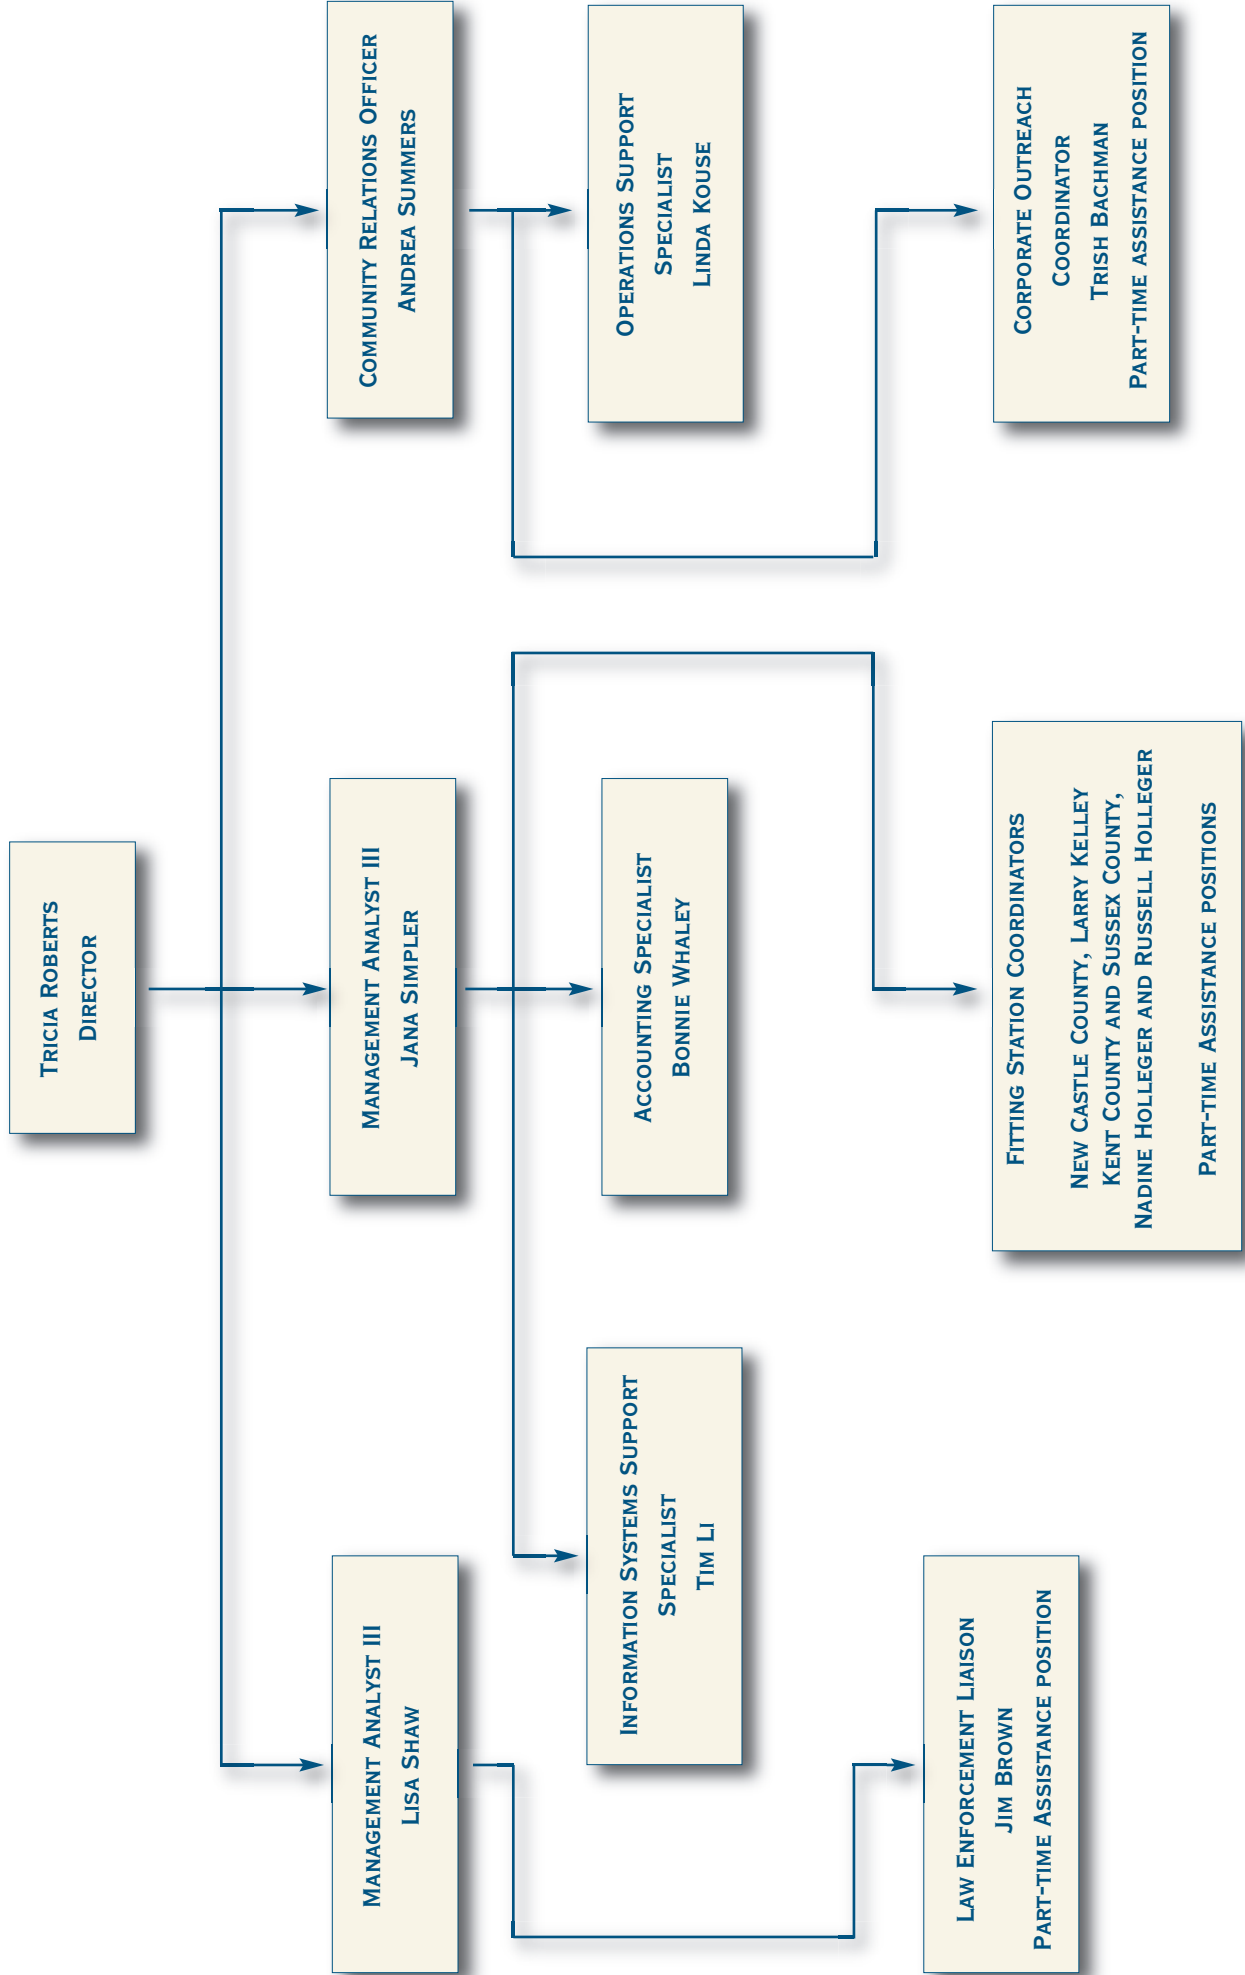 Tricia Roberts
Director
Management Analyst III
Lisa Shaw
Management Analyst III
Jana Simpler
Community Relations Officer
Andrea Summers
Information Systems Support
Specialist
Tim Li
Accounting Specialist
Bonnie Whaley
Operations Support
Specialist
Linda Kouse
Law Enforcement Liaison
Jim Brown
Part-time Assistance position
Fitting Station Coordinators
New Castle County, Larry Kelley
Kent County and Sussex County,
Nadine Holleger and Russell Holleger
Part-time Assistance positions
Corporate Outreach
Coordinator
Trish Bachman
Part-time assistance position